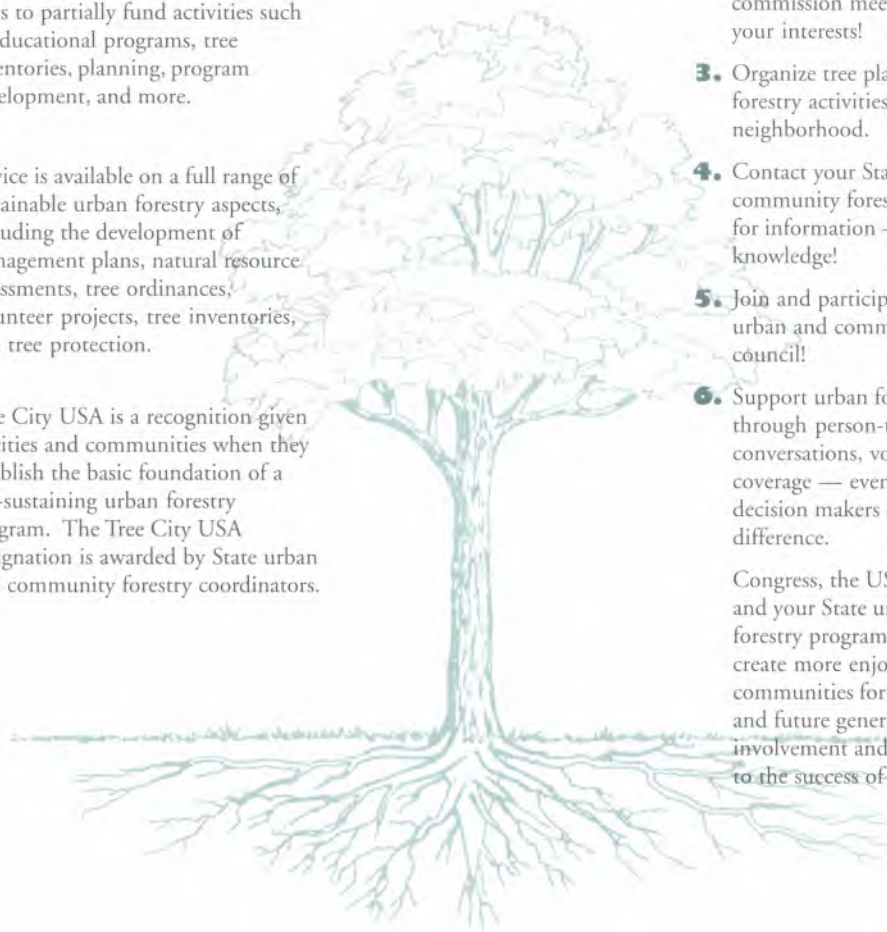 s to partially fund activities such
ducational programs, tree
entories, planning, program
elopment, and more.
vice is available on a full range of
ainable urban forestry aspects,
uding the development of
nagement plans, natural resource
ssments, tree ordinances,
unteer projects, tree inventories,
tree protection.
e City USA is a recognition given
ities and communities when they
blish the basic foundation of a
-sustaining urban forestry
gram. The Tree City USA
ignation is awarded by State urban
community forestry coordinators.
commission mee
your interests!
3. Organize tree pla
forestry activities
neighborhood.
4. Contact your Sta
community fores
for information -
knowledge!
5. Join and particip
urban and comm
council!
6. Support urban fo
through person-t
conversations, vo
coverage — even
decision makers
difference.
Congress, the US
and your State u
forestry program
create more enjo
communities for
and future gener
involvement and
to the success of